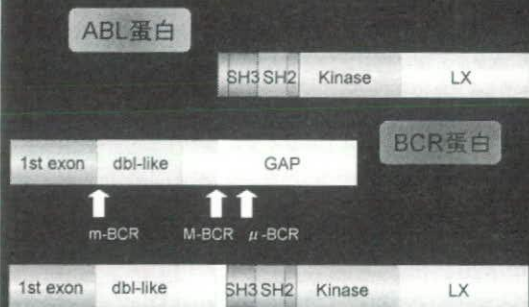 ABL蛋白
SH3 SH2 Kinase LX
BCR蛋白
1st exon dbl-like GAP
m-BCR M-BCR μ-BCR
1st exon dbl-like SH3 SH2 Kinase LX